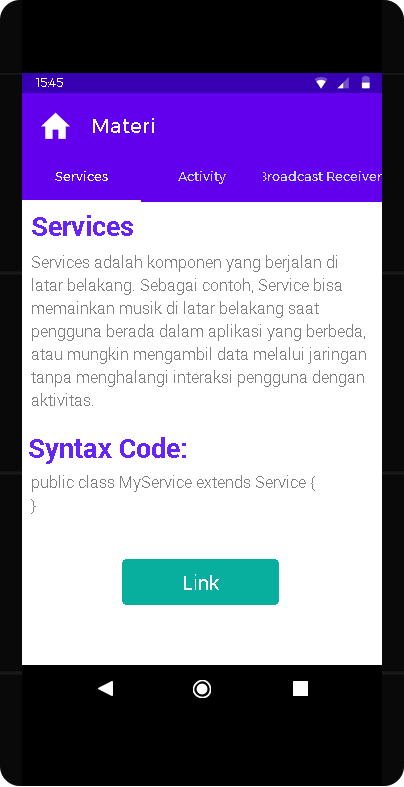 15:45
Materi
Services Activity Broadcast Receiver
Services
Services adalah komponen yang berjalan di
latar belakang. Sebagai contoh, Service bisa
memainkan musik di latar belakang saat
pengguna berada dalam aplikasi yang berbeda,
atau mungkin mengambil data melalui jaringan
tanpa menghalangi interaksi pengguna dengan
aktivitas.
Syntax Code:
public class MyService extends Service {
}
Link